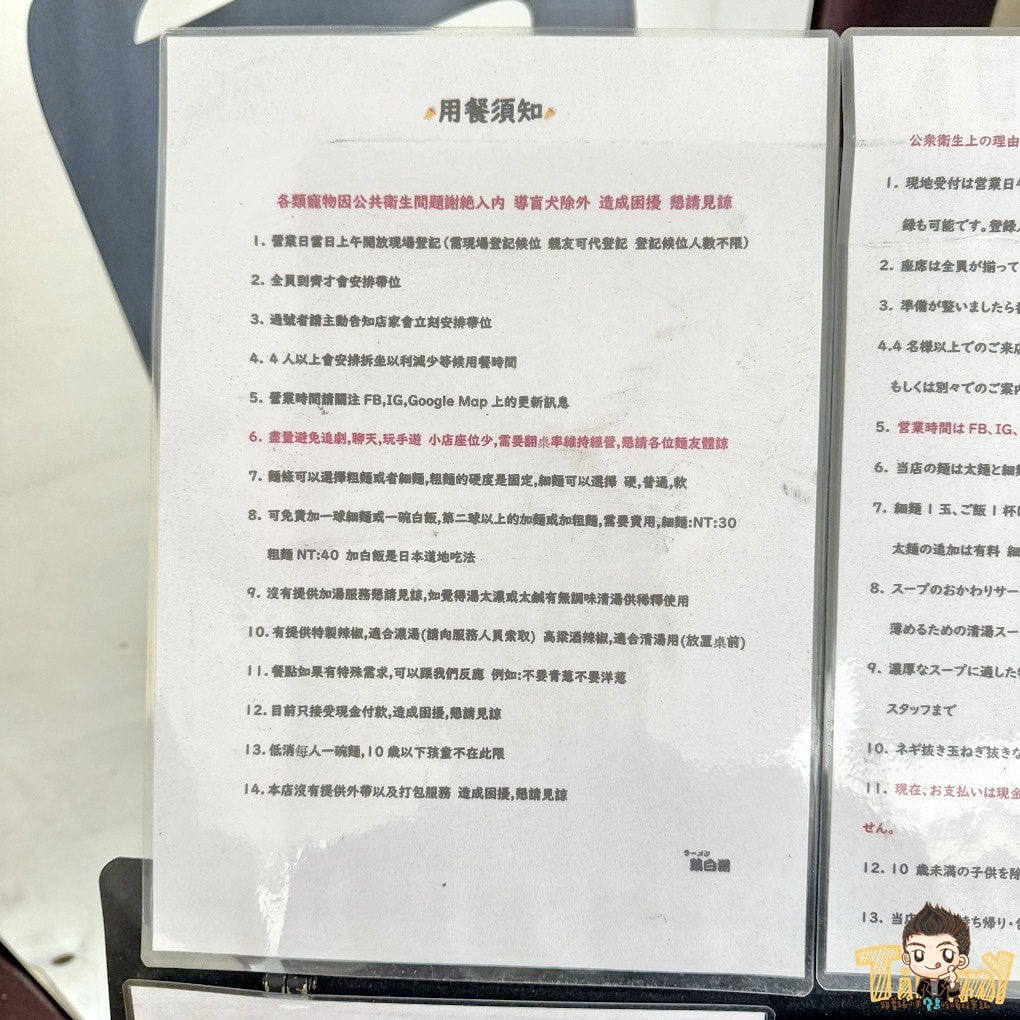 用餐須知
各類寵物因公共衛生問題謝絕入內 導盲犬除外 造成困擾 懇請見諒
1. 營業日當日上午開放現場登記(需現場登記候位 親友可代登記 登記候位人數不限)
2. 全員到齊才會安排帶位
3. 過號者請主動告知店家會立刻安排帶位
4. 4 人以上會安排拆坐以利減少等候用餐時間
5. 營業時間請關注 FB,IG,Google Map 上的更新訊息
6. 盡量避免追劇,聊天,玩手遊 小店座位少,需要翻桌率維持經營,懇請各位麵友體諒
7. 麵條可以選擇粗麵或者細麵,粗麵的硬度是固定,細麵可以選擇 硬,普通,軟
8. 可免費加一球細麵或一碗白飯,第二球以上的加麵或加粗麵,需要費用,細麵:NT:30
粗麵 NT:40 加白飯是日本道地吃法
9. 沒有提供加湯服務懇請見諒,如覺得湯太濃或太鹹有無調味清湯供稀釋使用
10. 有提供特製辣椒,適合濃湯(請向服務人員索取) 高粱酒辣椒,適合清湯用(放置桌前)
11. 餐點如果有特殊需求,可以跟我們反應 例如:不要青蔥不要洋蔥
12. 目前只接受現金付款,造成困擾,懇請見諒
13. 低消每人一碗麵,10 歲以下孩童不在此限
14. 本店沒有提供外帶以及打包服務 造成困擾,懇請見諒
ラーメン
鷄白湯
公衆衛生上の理由
1. 現地受付は営業日
録も可能です。登録
2. 座席は全員が揃って
3. 準備が整いましたら
4.4 名様以上でのご来店
もしくは別々でのご案内
5. 営業時間は FB、IG、
6. 当店の麺は太麺と細麺
7. 細麺 1 玉、ご飯 1 杯
太麺の追加は有料 細
8. スープのおかわりサー
薄めるための清湯スー
9. 濃厚なスープに適した
スタッフまで
10. ネギ抜き玉ねぎ抜きな
11. 現在、お支払いは現金
せん。
12. 10 歳未満の子供を除
13. 当 ち帰り・